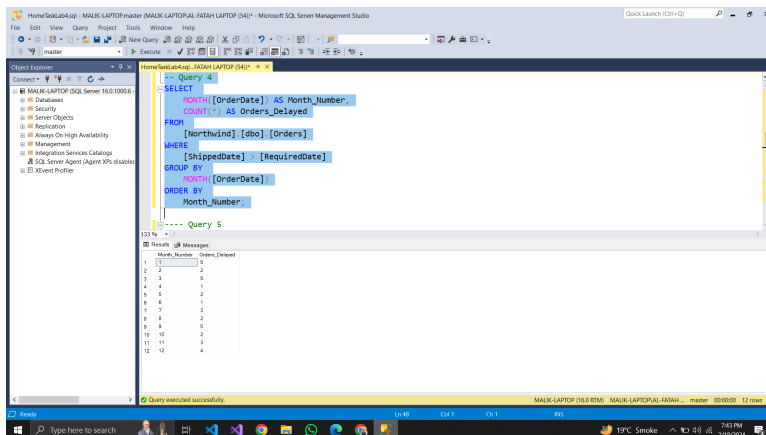 HomeTaskLab4.sql - MALIK-LAPTOP.master (MALIK-LAPTOP\AL-FATAH LAPTOP (54))* - Microsoft SQL Server Management Studio
Quick Launch (Ctrl+Q)
File Edit View Query Project Tools Window Help
New Query
master
Execute
Object Explorer
HomeTaskLab4.sql...FATAH LAPTOP (54))*
Connect
MALIK-LAPTOP (SQL Server 16.0.1000.6 -
Databases
Security
Server Objects
Replication
Always On High Availability
Management
Integration Services Catalogs
SQL Server Agent (Agent XPs disabled
XEvent Profiler
-- Query 4
SELECT
MONTH([OrderDate]) AS Month_Number,
COUNT(*) AS Orders_Delayed
FROM
[Northwind].[dbo].[Orders]
WHERE
[ShippedDate] > [RequiredDate]
GROUP BY
MONTH([OrderDate])
ORDER BY
Month_Number;
---- Query 5
133 %
Results Messages
Month_Number Orders_Delayed
1 1 5
2 2 2
3 3 5
4 4 1
5 5 2
6 6 1
7 7 3
8 8 2
9 9 5
10 10 2
11 11 3
12 12 4
Query executed successfully.
MALIK-LAPTOP (16.0 RTM) MALIK-LAPTOP\AL-FATAH ... master 00:00:00 12 rows
Ready
Ln 48 Col 1 Ch 1 INS
Type here to search
19°C Smoke
7:43 PM